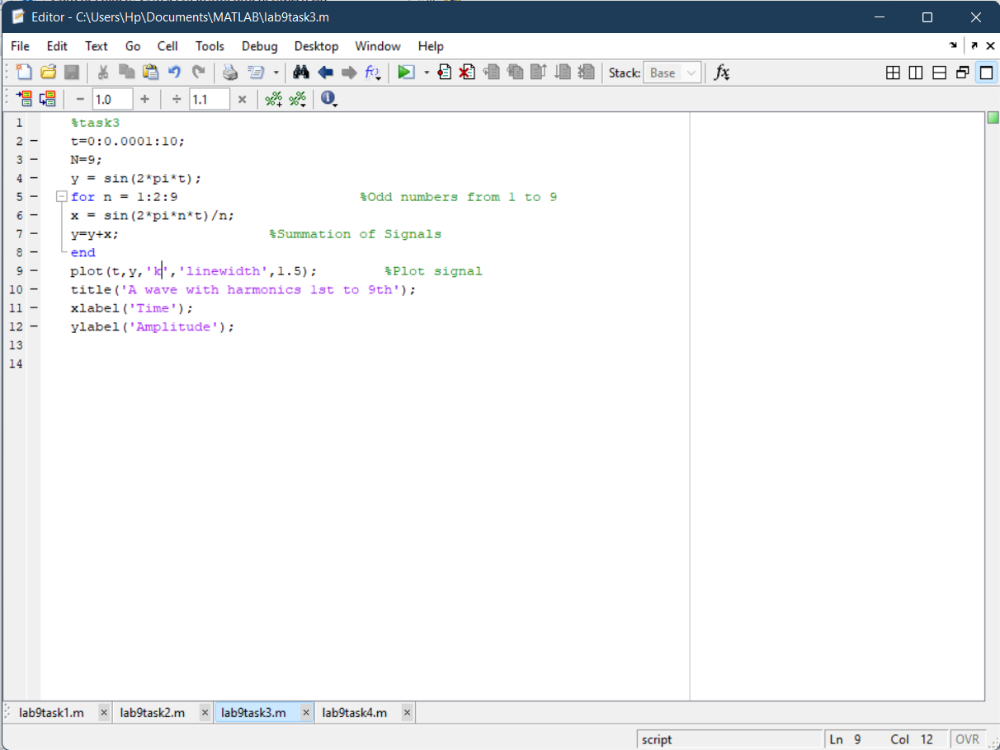 Editor - C:\Users\Hp\Documents\MATLAB\lab9task3.m
File Edit Text Go Cell Tools Debug Desktop Window Help
Stack: Base fx
− 1.0 + ÷ 1.1 ×
1 %task3
2 − t=0:0.0001:10;
3 − N=9;
4 − y = sin(2*pi*t);
5 − for n = 1:2:9 %Odd numbers from 1 to 9
6 − x = sin(2*pi*n*t)/n;
7 − y=y+x; %Summation of Signals
8 − end
9 − plot(t,y,'k','linewidth',1.5); %Plot signal
10 − title('A wave with harmonics 1st to 9th');
11 − xlabel('Time');
12 − ylabel('Amplitude');
13
14
lab9task1.m × lab9task2.m × lab9task3.m × lab9task4.m ×
script Ln 9 Col 12 OVR